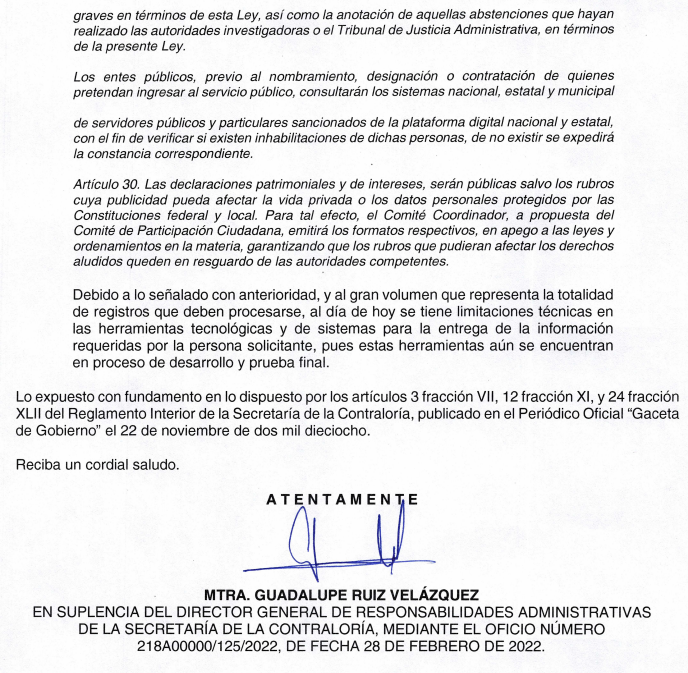 graves en términos de esta Ley, así como la anotación de aquellas abstenciones que hayan
realizado las autoridades investigadoras o el Tribunal de Justicia Administrativa, en términos
de la presente Ley.
Los entes públicos, previo al nombramiento, designación o contratación de quienes
pretendan ingresar al servicio público, consultarán los sistemas nacional, estatal y municipal
de servidores públicos y particulares sancionados de la plataforma digital nacional y estatal,
con el fin de verificar si existen inhabilitaciones de dichas personas, de no existir se expedirá
la constancia correspondiente.
Artículo 30. Las declaraciones patrimoniales y de intereses, serán públicas salvo los rubros
cuya publicidad pueda afectar la vida privada o los datos personales protegidos por las
Constituciones federal y local. Para tal efecto, el Comité Coordinador, a propuesta del
Comité de Participación Ciudadana, emitirá los formatos respectivos, en apego a las leyes y
ordenamientos en la materia, garantizando que los rubros que pudieran afectar los derechos
aludidos queden en resguardo de las autoridades competentes.
Debido a lo señalado con anterioridad, y al gran volumen que representa la totalidad
de registros que deben procesarse, al día de hoy se tiene limitaciones técnicas en
las herramientas tecnológicas y de sistemas para la entrega de la información
requeridas por la persona solicitante, pues estas herramientas aún se encuentran
en proceso de desarrollo y prueba final.
Lo expuesto con fundamento en lo dispuesto por los artículos 3 fracción VII, 12 fracción XI, y 24 fracción
XLII del Reglamento Interior de la Secretaría de la Contraloría, publicado en el Periódico Oficial “Gaceta
de Gobierno” el 22 de noviembre de dos mil dieciocho.
Reciba un cordial saludo.
A T E N T A M E N T E
MTRA. GUADALUPE RUIZ VELÁZQUEZ
EN SUPLENCIA DEL DIRECTOR GENERAL DE RESPONSABILIDADES ADMINISTRATIVAS
DE LA SECRETARÍA DE LA CONTRALORÍA, MEDIANTE EL OFICIO NÚMERO
218A00000/125/2022, DE FECHA 28 DE FEBRERO DE 2022.